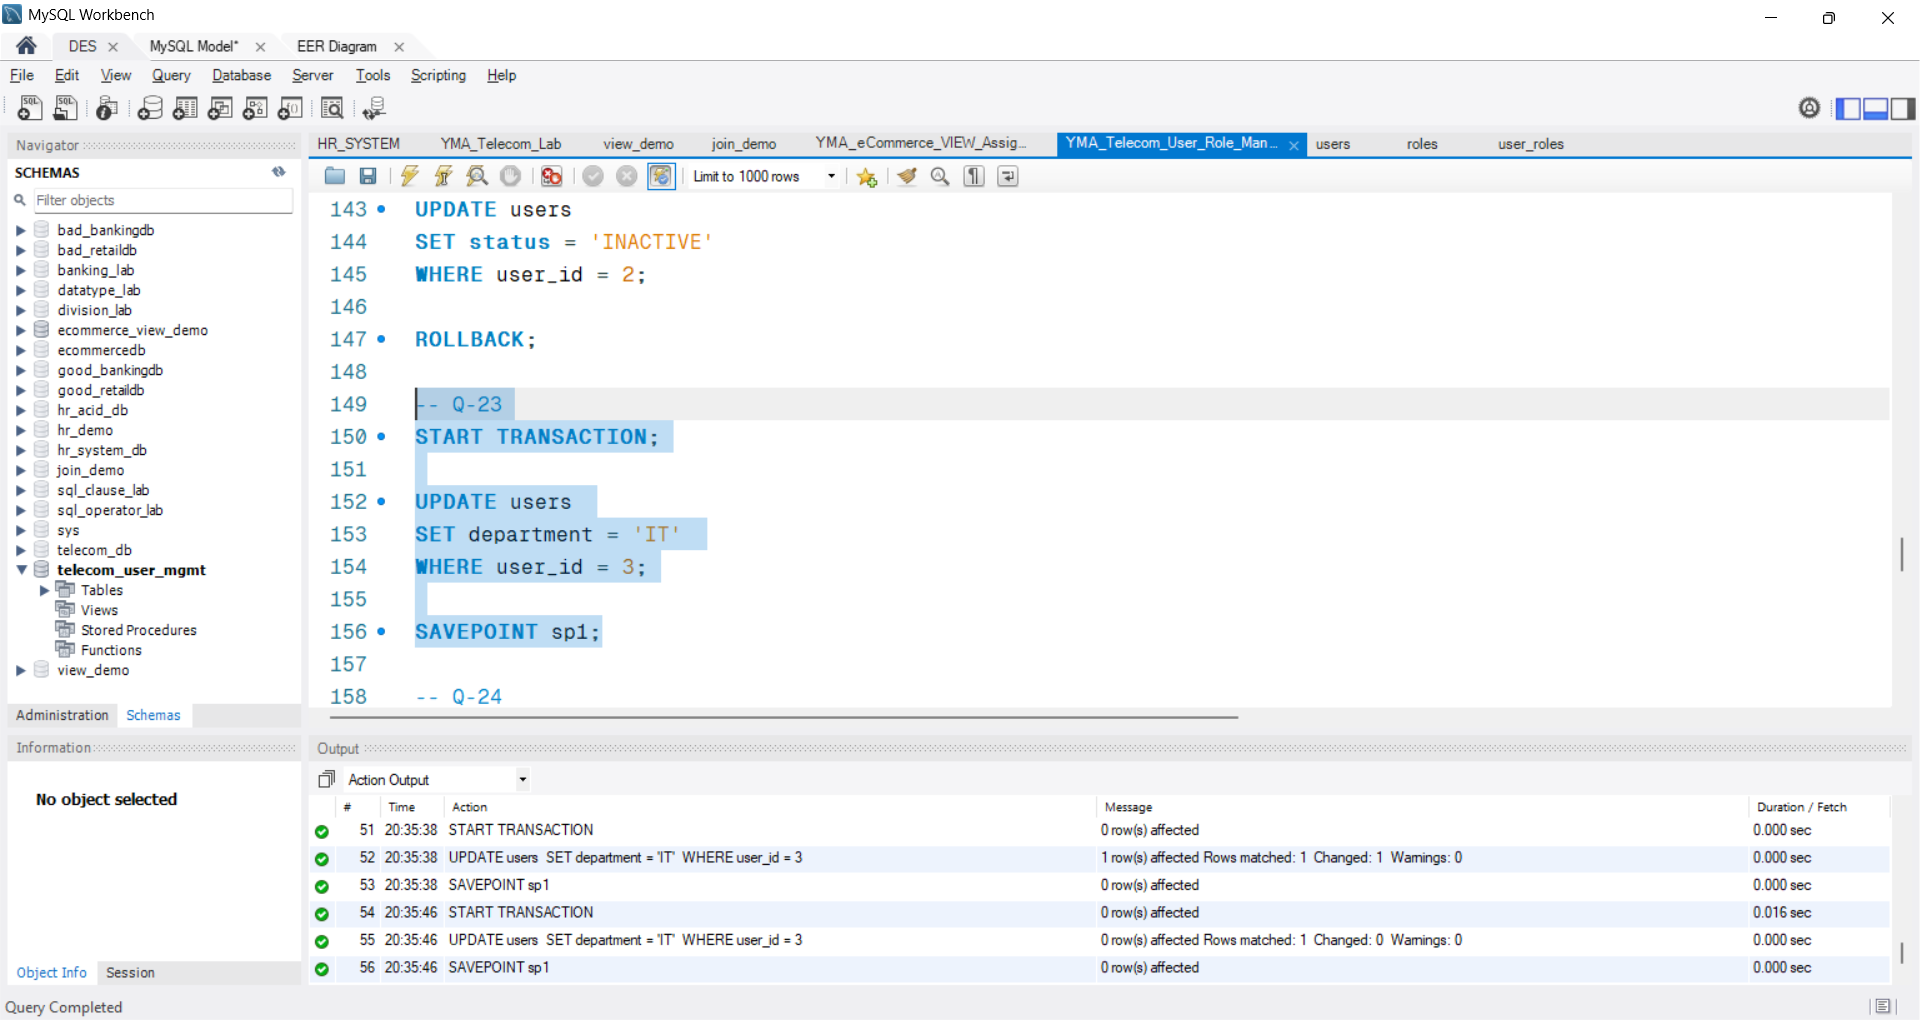 MySQL Workbench
DES
MySQL Model*
EER Diagram
File Edit View Query Database Server Tools Scripting Help
Navigator
SCHEMAS
Filter objects
bad_bankingdb
bad_retaildb
banking_lab
datatype_lab
division_lab
ecommerce_view_demo
ecommercedb
good_bankingdb
good_retaildb
hr_acid_db
hr_demo
hr_system_db
join_demo
sql_clause_lab
sql_operator_lab
sys
telecom_db
telecom_user_mgmt
Tables
Views
Stored Procedures
Functions
view_demo
Administration Schemas
Information
No object selected
Object Info Session
Query Completed
HR_SYSTEM YMA_Telecom_Lab view_demo join_demo YMA_eCommerce_VIEW_Assig... YMA_Telecom_User_Role_Man... users roles user_roles
Limit to 1000 rows
143 UPDATE users
144 SET status = 'INACTIVE'
145 WHERE user_id = 2;
146
147 ROLLBACK;
148
149 -- Q-23
150 START TRANSACTION;
151
152 UPDATE users
153 SET department = 'IT'
154 WHERE user_id = 3;
155
156 SAVEPOINT sp1;
157
158 -- Q-24
Output
Action Output
# Time Action Message Duration / Fetch
51 20:35:38 START TRANSACTION 0 row(s) affected 0.000 sec
52 20:35:38 UPDATE users SET department = 'IT' WHERE user_id = 3 1 row(s) affected Rows matched: 1 Changed: 1 Warnings: 0 0.000 sec
53 20:35:38 SAVEPOINT sp1 0 row(s) affected 0.000 sec
54 20:35:46 START TRANSACTION 0 row(s) affected 0.016 sec
55 20:35:46 UPDATE users SET department = 'IT' WHERE user_id = 3 0 row(s) affected Rows matched: 1 Changed: 0 Warnings: 0 0.000 sec
56 20:35:46 SAVEPOINT sp1 0 row(s) affected 0.000 sec